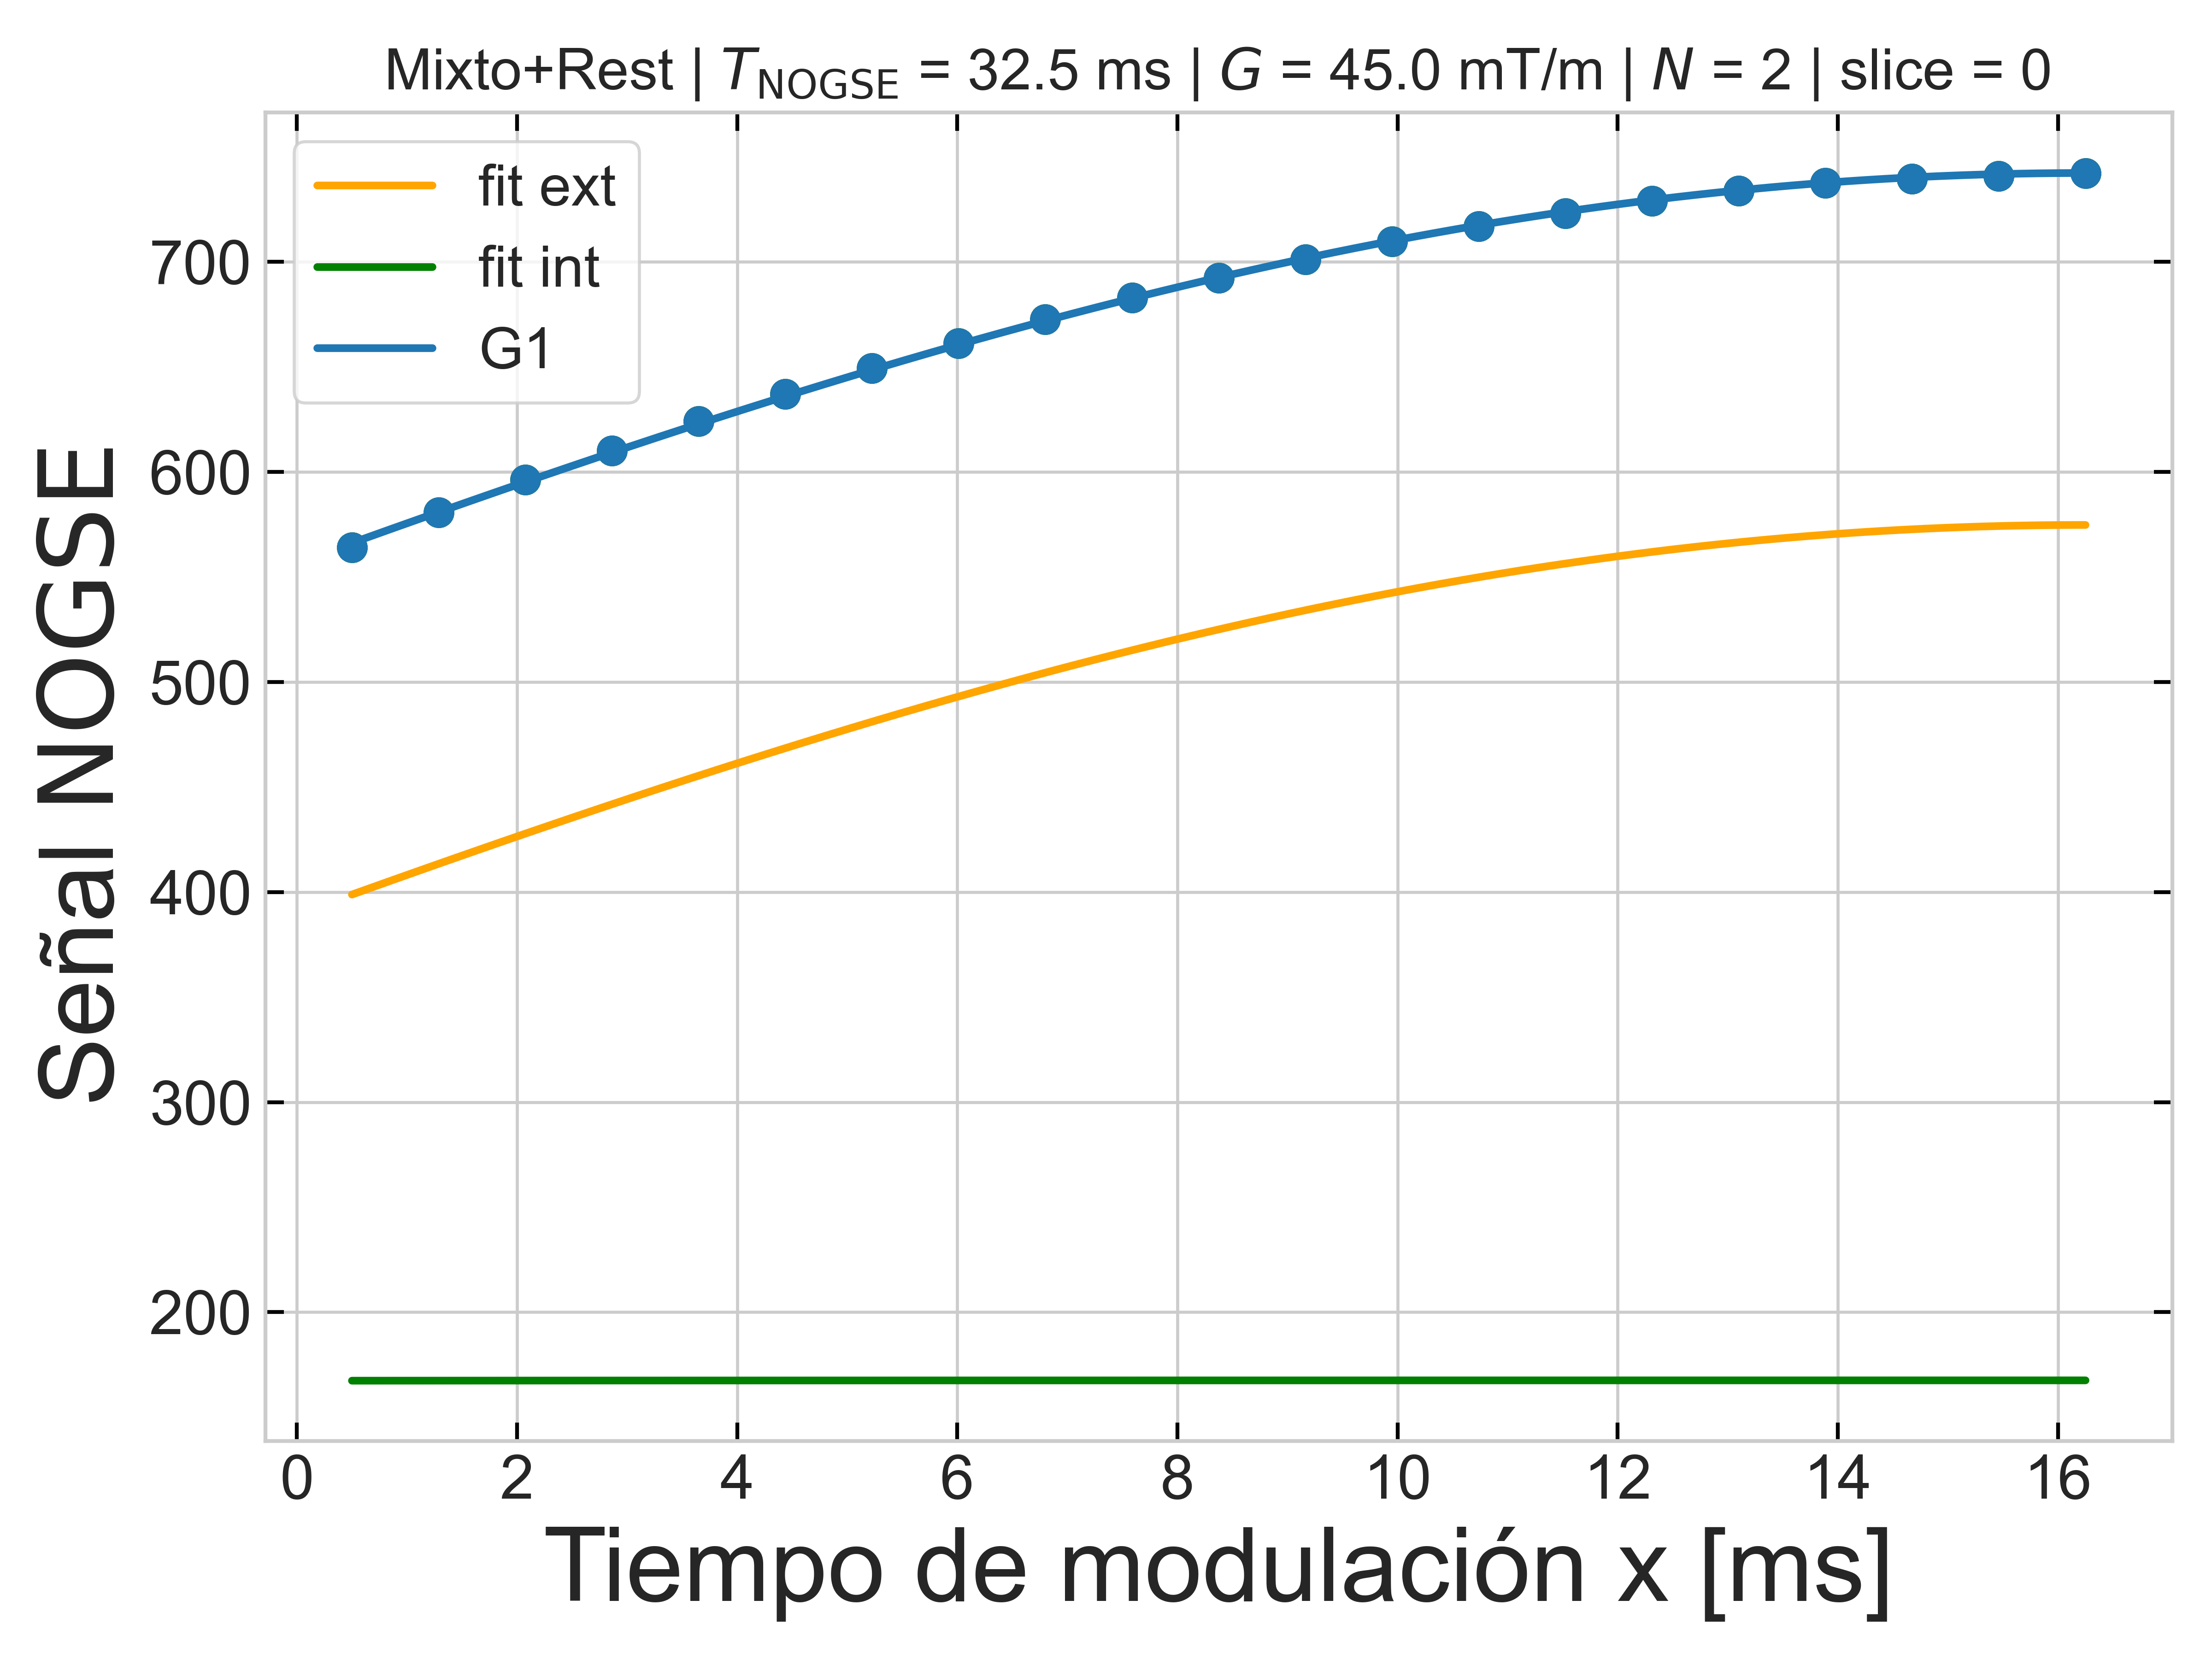 Mixto+Rest | T_NOGSE = 32.5 ms | G = 45.0 mT/m | N = 2 | slice = 0
fit ext
fit int
G1
700
600
500
400
300
200
Señal NOGSE
0 2 4 6 8 10 12 14 16
Tiempo de modulación x [ms]